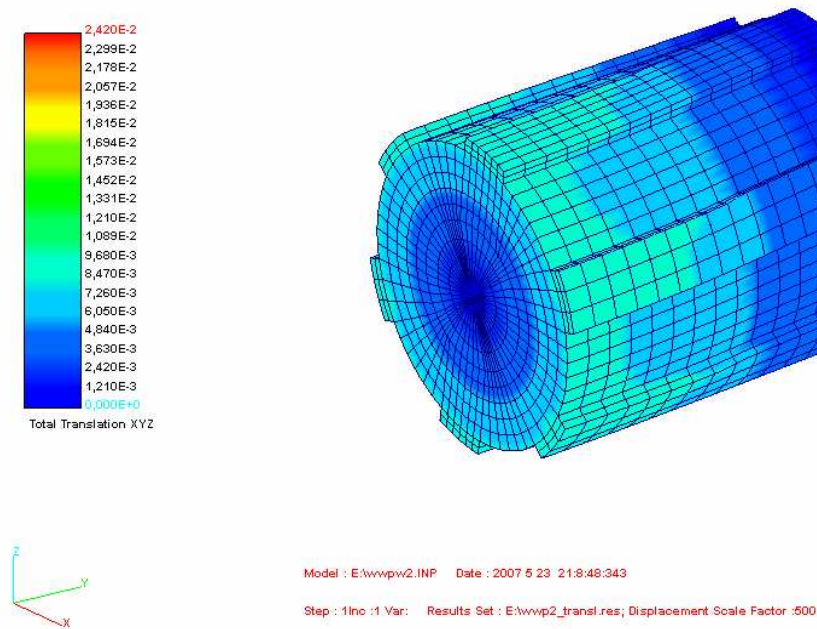 2,420E-2
2,299E-2
2,178E-2
2,057E-2
1,936E-2
1,815E-2
1,694E-2
1,573E-2
1,452E-2
1,331E-2
1,210E-2
1,089E-2
9,680E-3
8,470E-3
7,260E-3
6,050E-3
4,840E-3
3,630E-3
2,420E-3
1,210E-3
0,000E+0
Total Translation XYZ
Z
Y
X
Model : E:\wwpw2.INP Date : 2007 5 23 21:8:48:343
Step : 1Inc :1 Var: Results Set : E:\wwp2_transl.res; Displacement Scale Factor :500